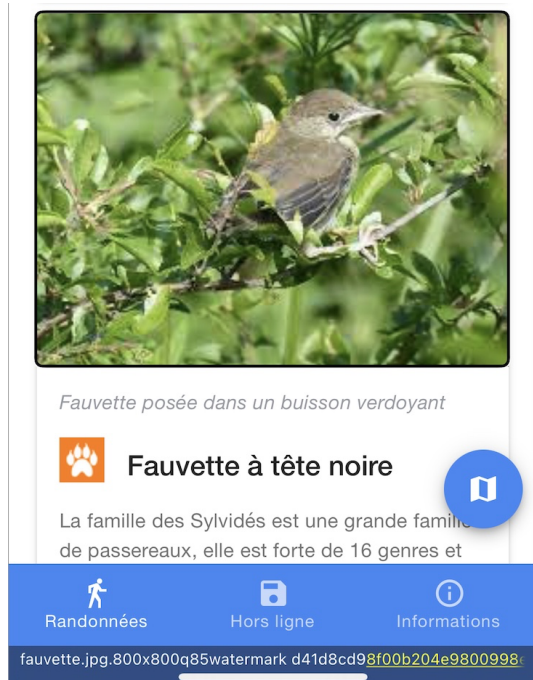 Fauvette posée dans un buisson verdoyant
Fauvette à tête noire
La famille des Sylvidés est une grande famille
de passereaux, elle est forte de 16 genres et
Randonnées
Hors ligne
Informations
fauvette.jpg.800x800q85watermark d41d8cd98f00b204e9800998e